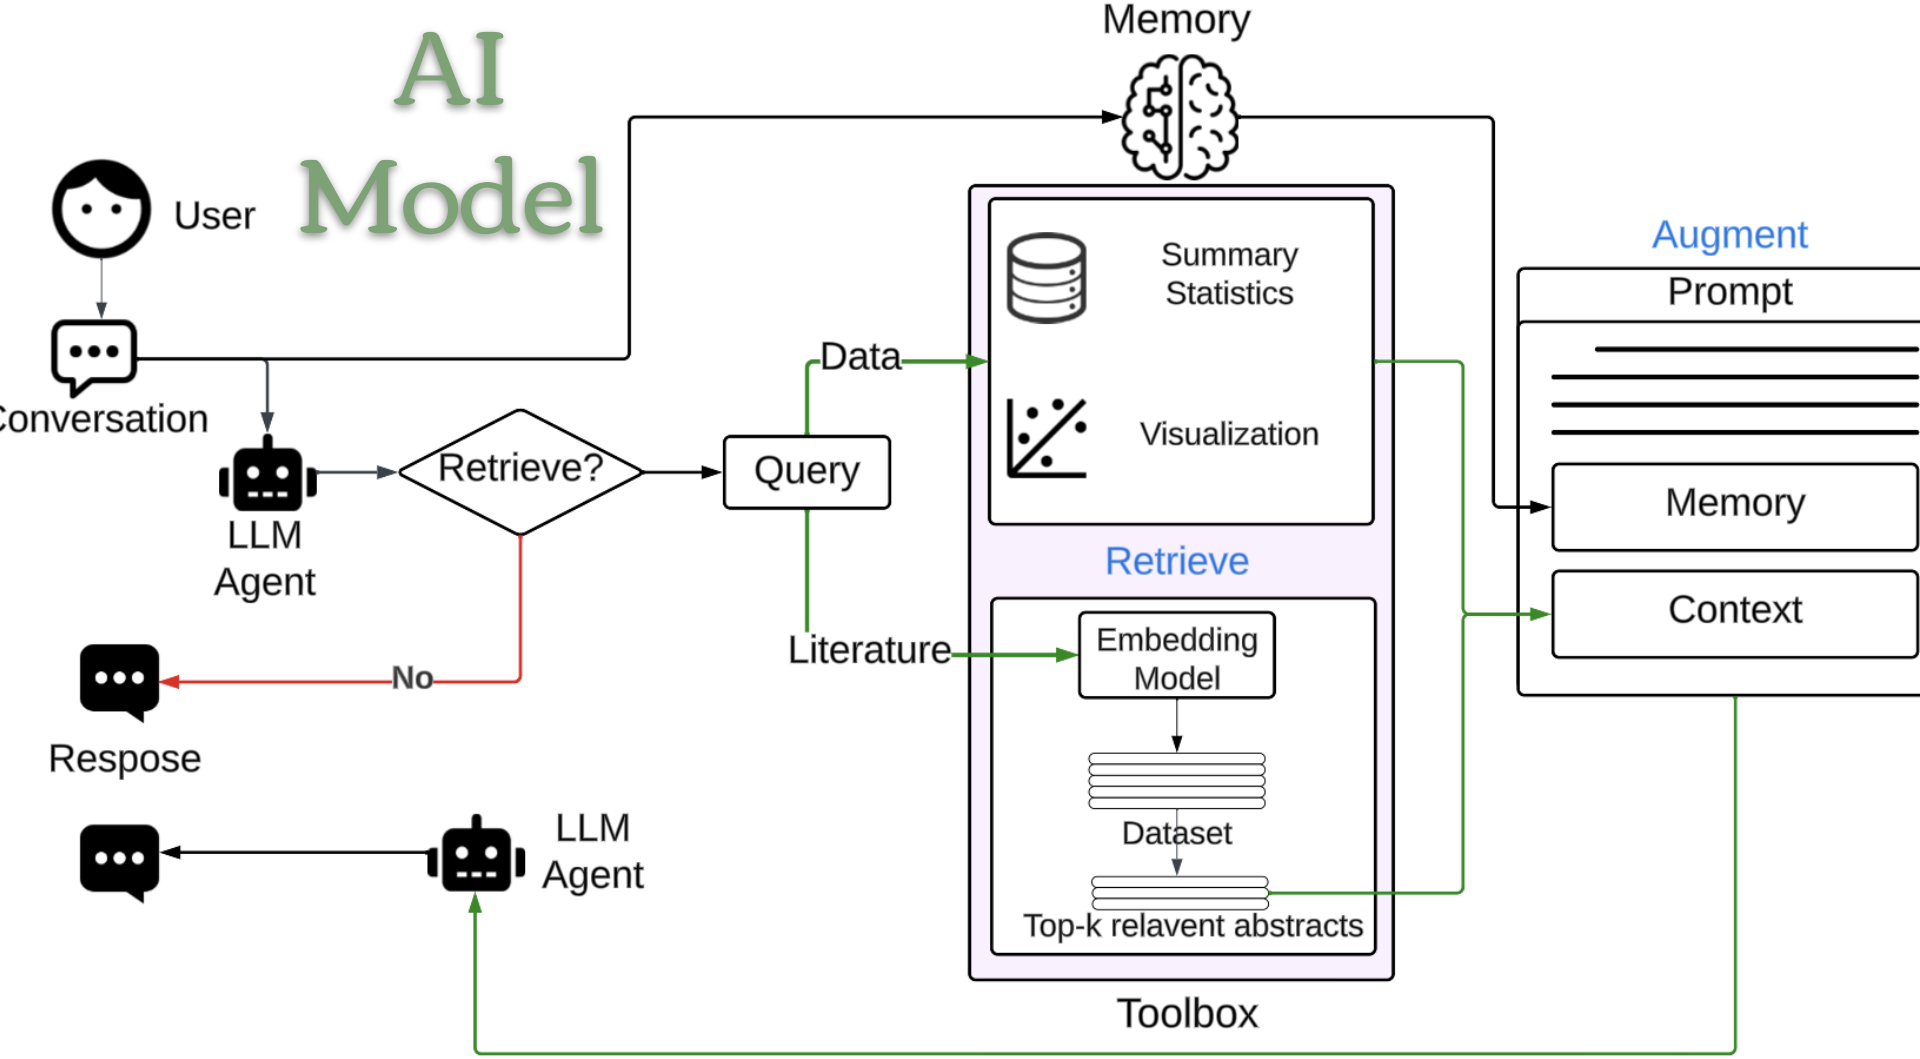 AI
Model
Memory
User
Conversation
LLM
Agent
Retrieve?
Query
Data
Literature
No
Respose
LLM
Agent
Summary
Statistics
Visualization
Retrieve
Embedding
Model
Dataset
Top-k relavent abstracts
Toolbox
Augment
Prompt
Memory
Context